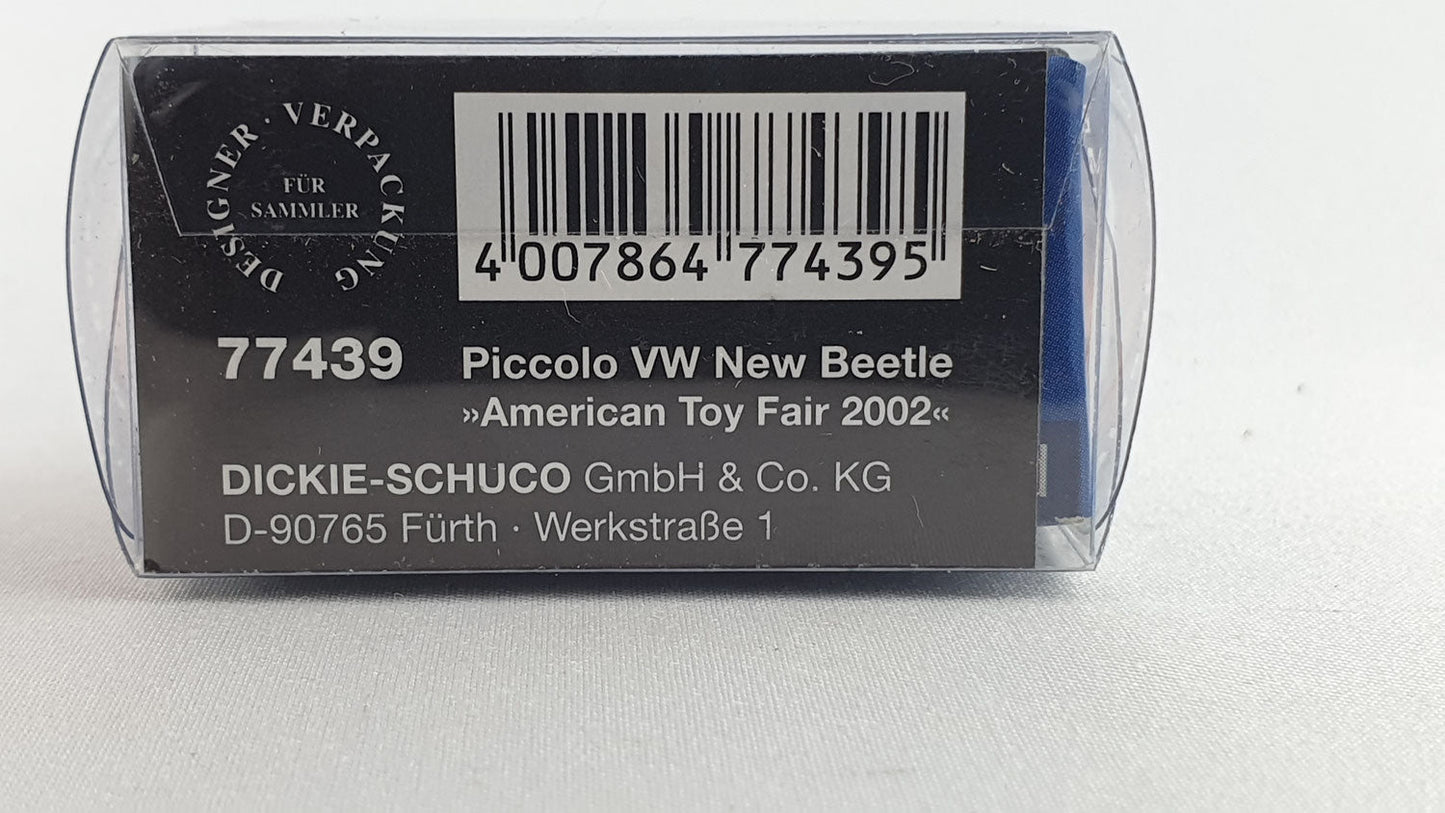 DESIGNER · VERPACKUNG
FÜR
SAMMLER
4 007864 774395
77439 Piccolo VW New Beetle
»American Toy Fair 2002«
DICKIE-SCHUCO GmbH & Co. KG
D-90765 Fürth · Werkstraße 1